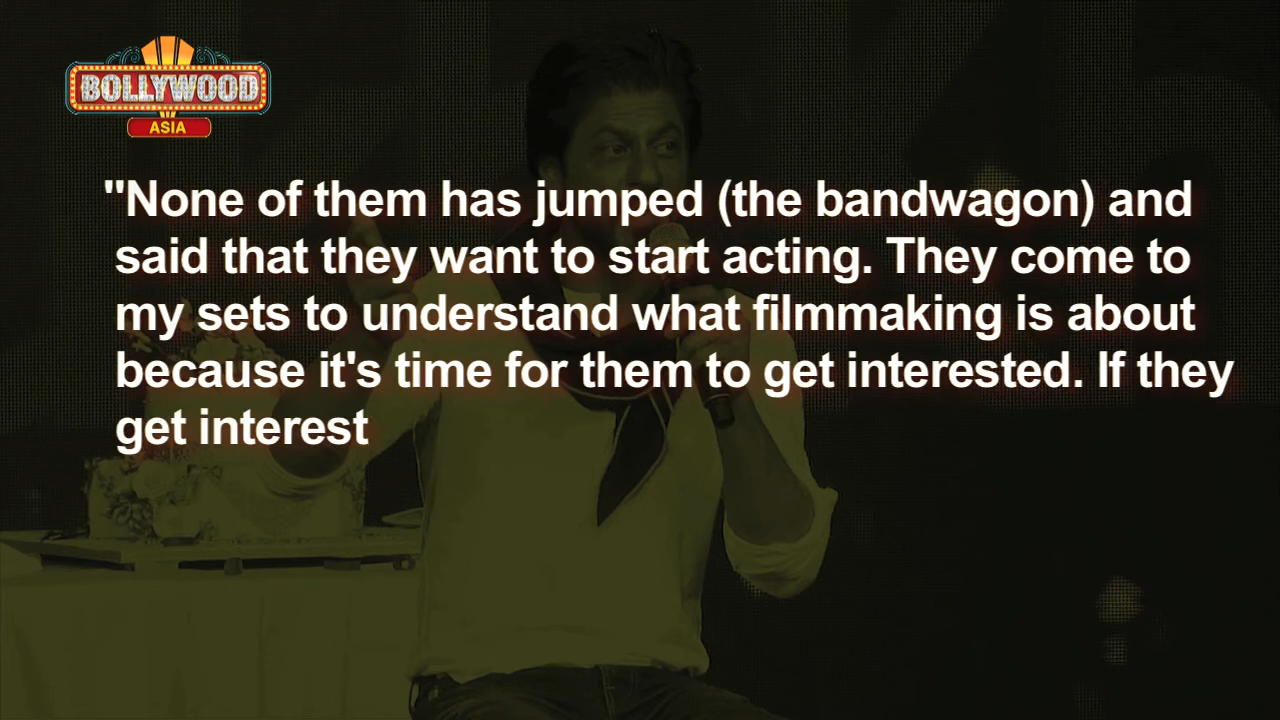 BOLLYWOOD
ASIA
"None of them has jumped (the bandwagon) and
said that they want to start acting. They come to
my sets to understand what filmmaking is about
because it's time for them to get interested. If they
get interest